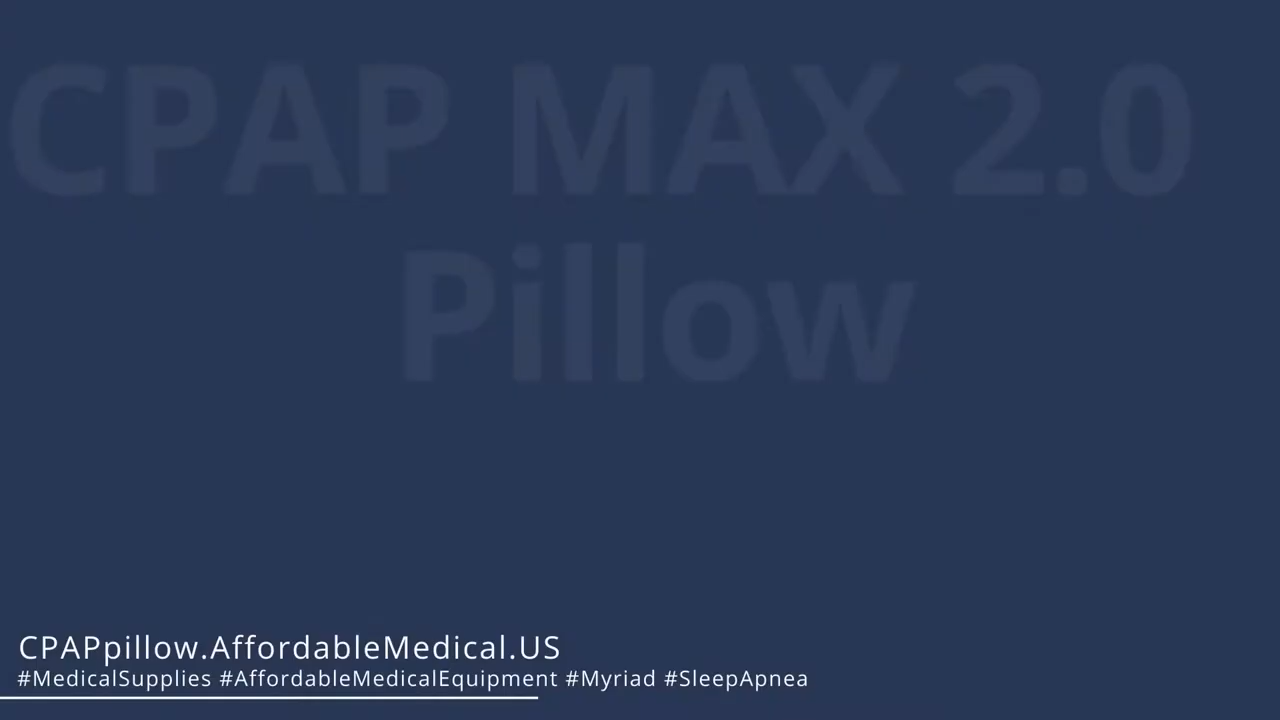 CPAP MAX 2.0
Pillow
CPAPpillow.AffordableMedical.US
#MedicalSupplies #AffordableMedicalEquipment #Myriad #SleepApnea